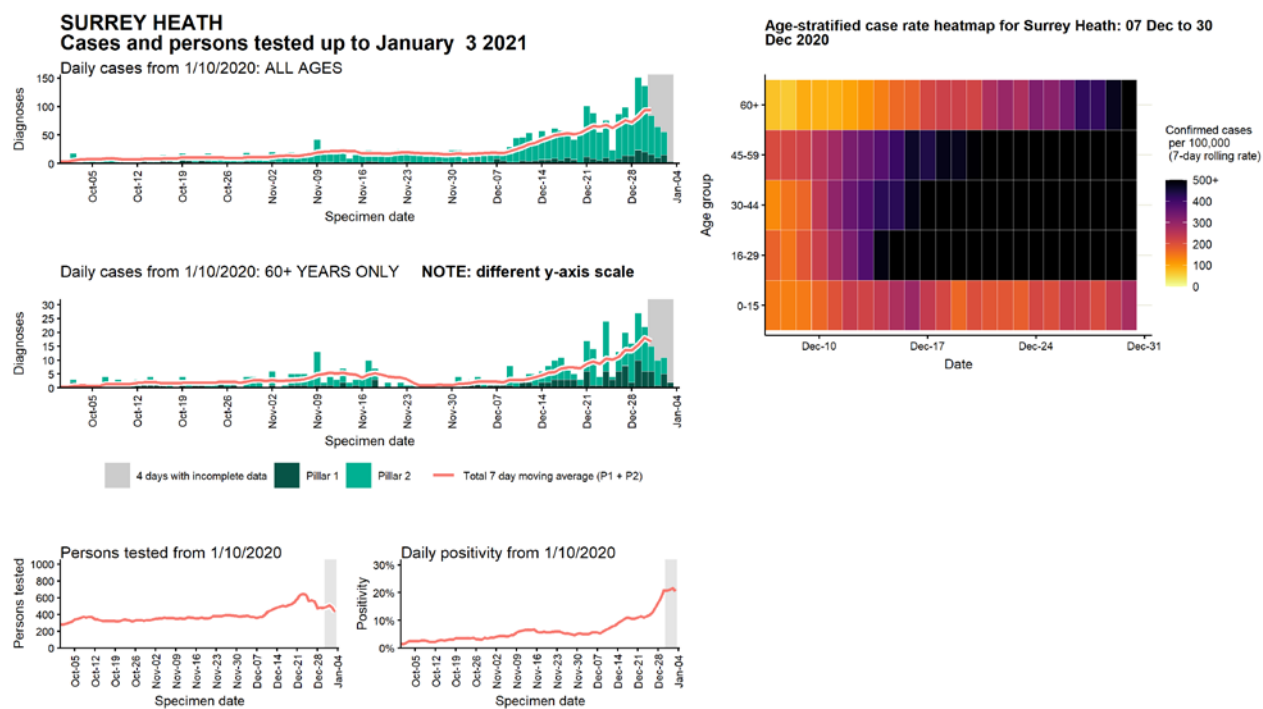 SURREY HEATH
Cases and persons tested up to January 3 2021
Daily cases from 1/10/2020: ALL AGES
Diagnoses
150
100
50
0
Oct-05
Oct-12
Oct-19
Oct-26
Nov-02
Nov-09
Nov-16
Nov-23
Nov-30
Dec-07
Dec-14
Dec-21
Dec-28
Jan-04
Specimen date
Daily cases from 1/10/2020: 60+ YEARS ONLY NOTE: different y-axis scale
Diagnoses
30
25
20
15
10
5
0
Oct-05
Oct-12
Oct-19
Oct-26
Nov-02
Nov-09
Nov-16
Nov-23
Nov-30
Dec-07
Dec-14
Dec-21
Dec-28
Jan-04
Specimen date
4 days with incomplete data Pillar 1 Pillar 2 Total 7 day moving average (P1 + P2)
Persons tested from 1/10/2020
Persons tested
1000
800
600
400
200
0
Oct-05
Oct-12
Oct-19
Oct-26
Nov-02
Nov-09
Nov-16
Nov-23
Nov-30
Dec-07
Dec-14
Dec-21
Dec-28
Jan-04
Specimen date
Daily positivity from 1/10/2020
Positivity
30%
20%
10%
0%
Oct-05
Oct-12
Oct-19
Oct-26
Nov-02
Nov-09
Nov-16
Nov-23
Nov-30
Dec-07
Dec-14
Dec-21
Dec-28
Jan-04
Specimen date
Age-stratified case rate heatmap for Surrey Heath: 07 Dec to 30
Dec 2020
Age group
60+
45-59
30-44
16-29
0-15
Dec-10
Dec-17
Dec-24
Dec-31
Date
Confirmed cases
per 100,000
(7-day rolling rate)
500+
400
300
200
100
0